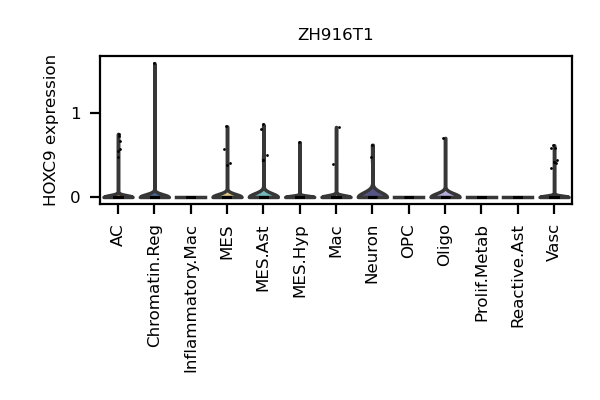 ZH916T1
HOXC9 expression
1
0
AC
Chromatin.Reg
Inflammatory.Mac
MES
MES.Ast
MES.Hyp
Mac
Neuron
OPC
Oligo
Prolif.Metab
Reactive.Ast
Vasc